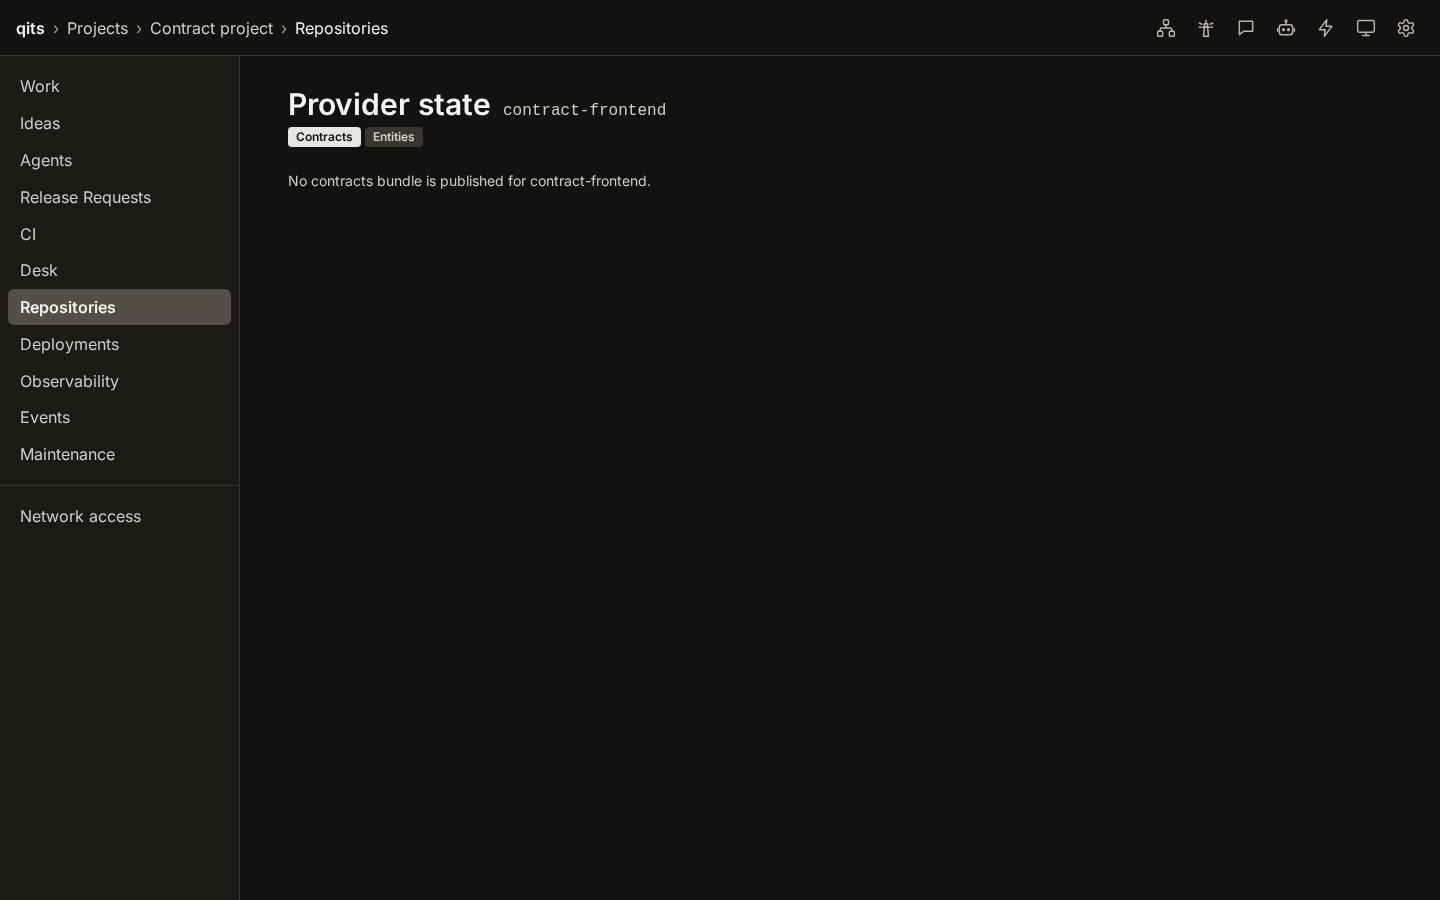 qits › Projects › Contract project › Repositories
Work
Ideas
Agents
Release Requests
CI
Desk
Repositories
Deployments
Observability
Events
Maintenance
Network access
Provider state contract-frontend
Contracts Entities
No contracts bundle is published for contract-frontend.